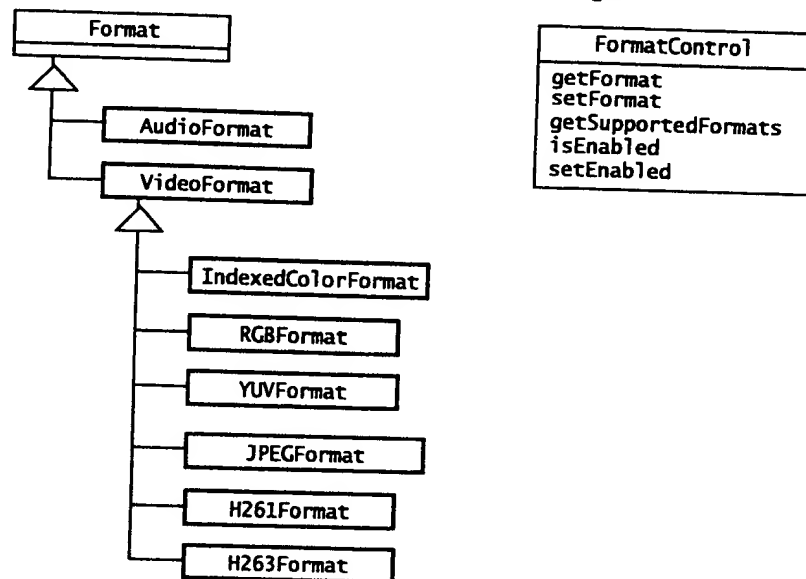 Format
FormatControl
getFormat
setFormat
getSupportedFormats
isEnabled
setEnabled
AudioFormat
VideoFormat
IndexedColorFormat
RGBFormat
YUVFormat
JPEGFormat
H261Format
H263Format